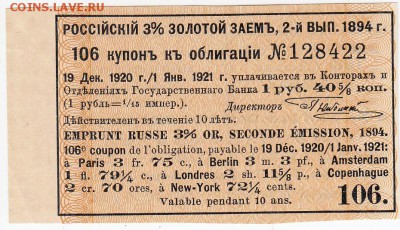 COINS.LAVE.RU
РОССІЙСКІЙ 3% ЗОЛОТОЙ ЗАЕМЪ, 2-й ВЫП. 1894 г.
106 купонъ къ облигаціи №128422
19 Дек. 1920 г./1 Янв. 1921 г. уплачивается въ Конторахъ и
Отдѣленіяхъ Государственнаго Банка 1 руб. 40⅝ коп.
(1 рубль=1/15 импер.) Директоръ
Дѣйствителенъ въ теченіе 10 лѣтъ.
EMPRUNT RUSSE 3% OR, SECONDE ÉMISSION, 1894.
106e coupon de l'obligation, payable le 19 Déc. 1920/1 Janv. 1921:
à Paris 3 fr. 75 c., à Berlin 3 m. 3 pf., à Amsterdam
1 fl. 79¼ c., à Londres 2 sh. 11⅝ p., à Copenhague
2 cr. 70 ores, à New-York 72¼ cents.
Valable pendant 10 ans.
106.